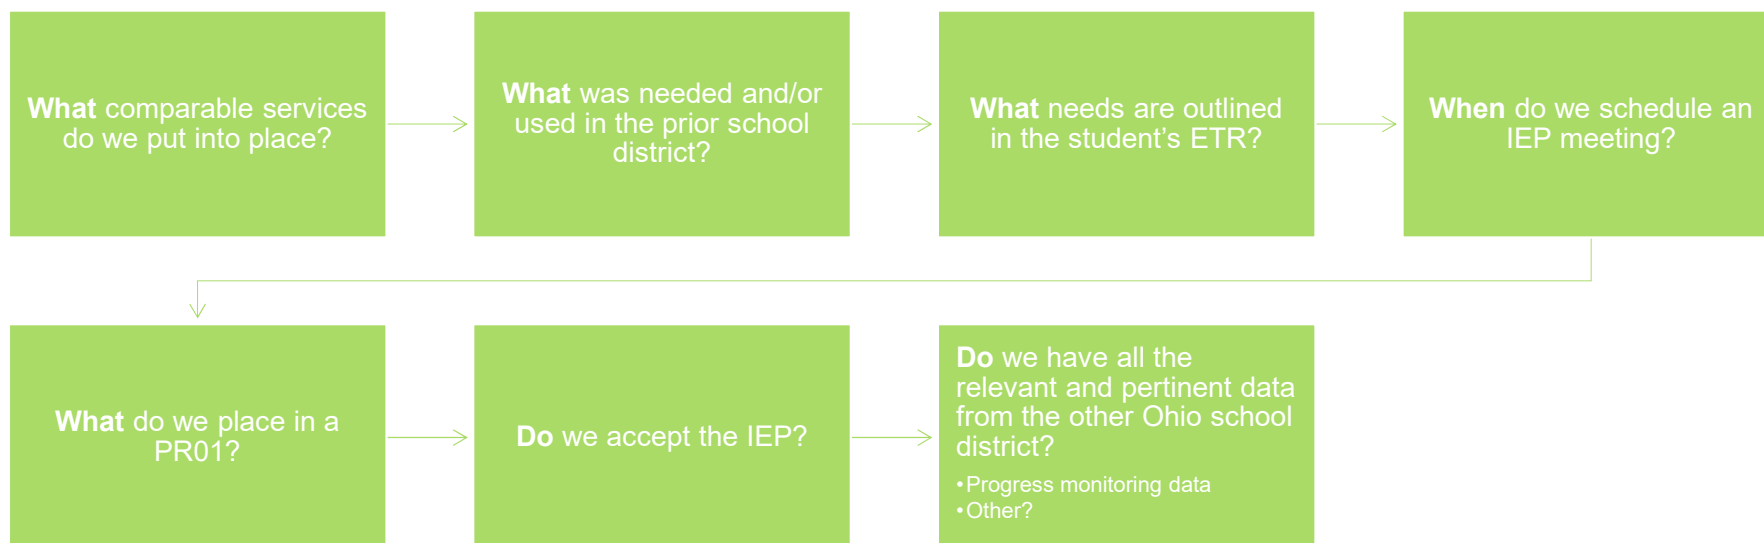 What comparable services
do we put into place?
What was needed and/or
used in the prior school
district?
What needs are outlined
in the student’s ETR?
When do we schedule an
IEP meeting?
What do we place in a
PR01?
Do we accept the IEP?
Do we have all the
relevant and pertinent data
from the other Ohio school
district?
•Progress monitoring data
•Other?